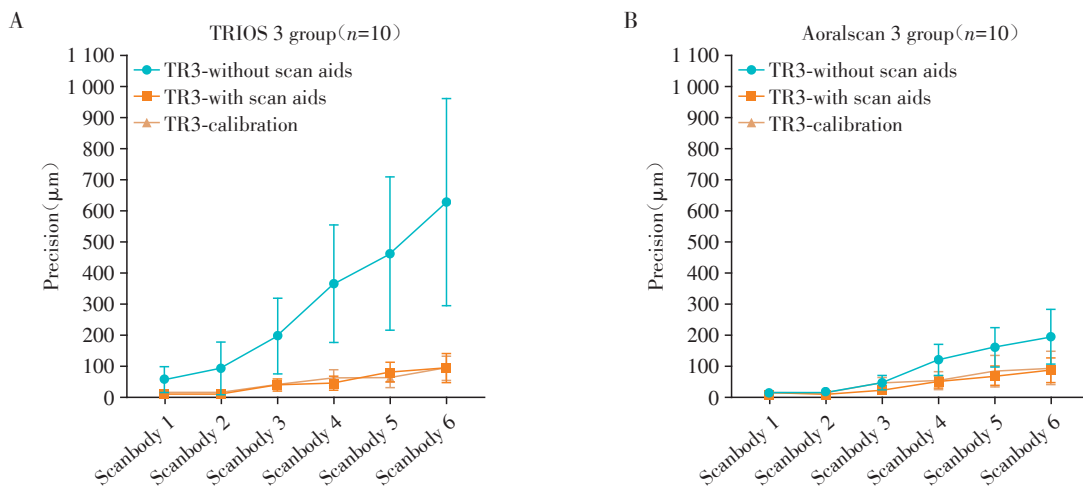 A
TRIOS 3 group(n=10)
1 100
1 000
900
800
700
600
500
400
300
200
100
0
Precision(μm)
TR3-without scan aids
TR3-with scan aids
TR3-calibration
Scanbody 1
Scanbody 2
Scanbody 3
Scanbody 4
Scanbody 5
Scanbody 6
B
Aoralscan 3 group(n=10)
1 100
1 000
900
800
700
600
500
400
300
200
100
0
Precision(μm)
TR3-without scan aids
TR3-with scan aids
TR3-calibration
Scanbody 1
Scanbody 2
Scanbody 3
Scanbody 4
Scanbody 5
Scanbody 6